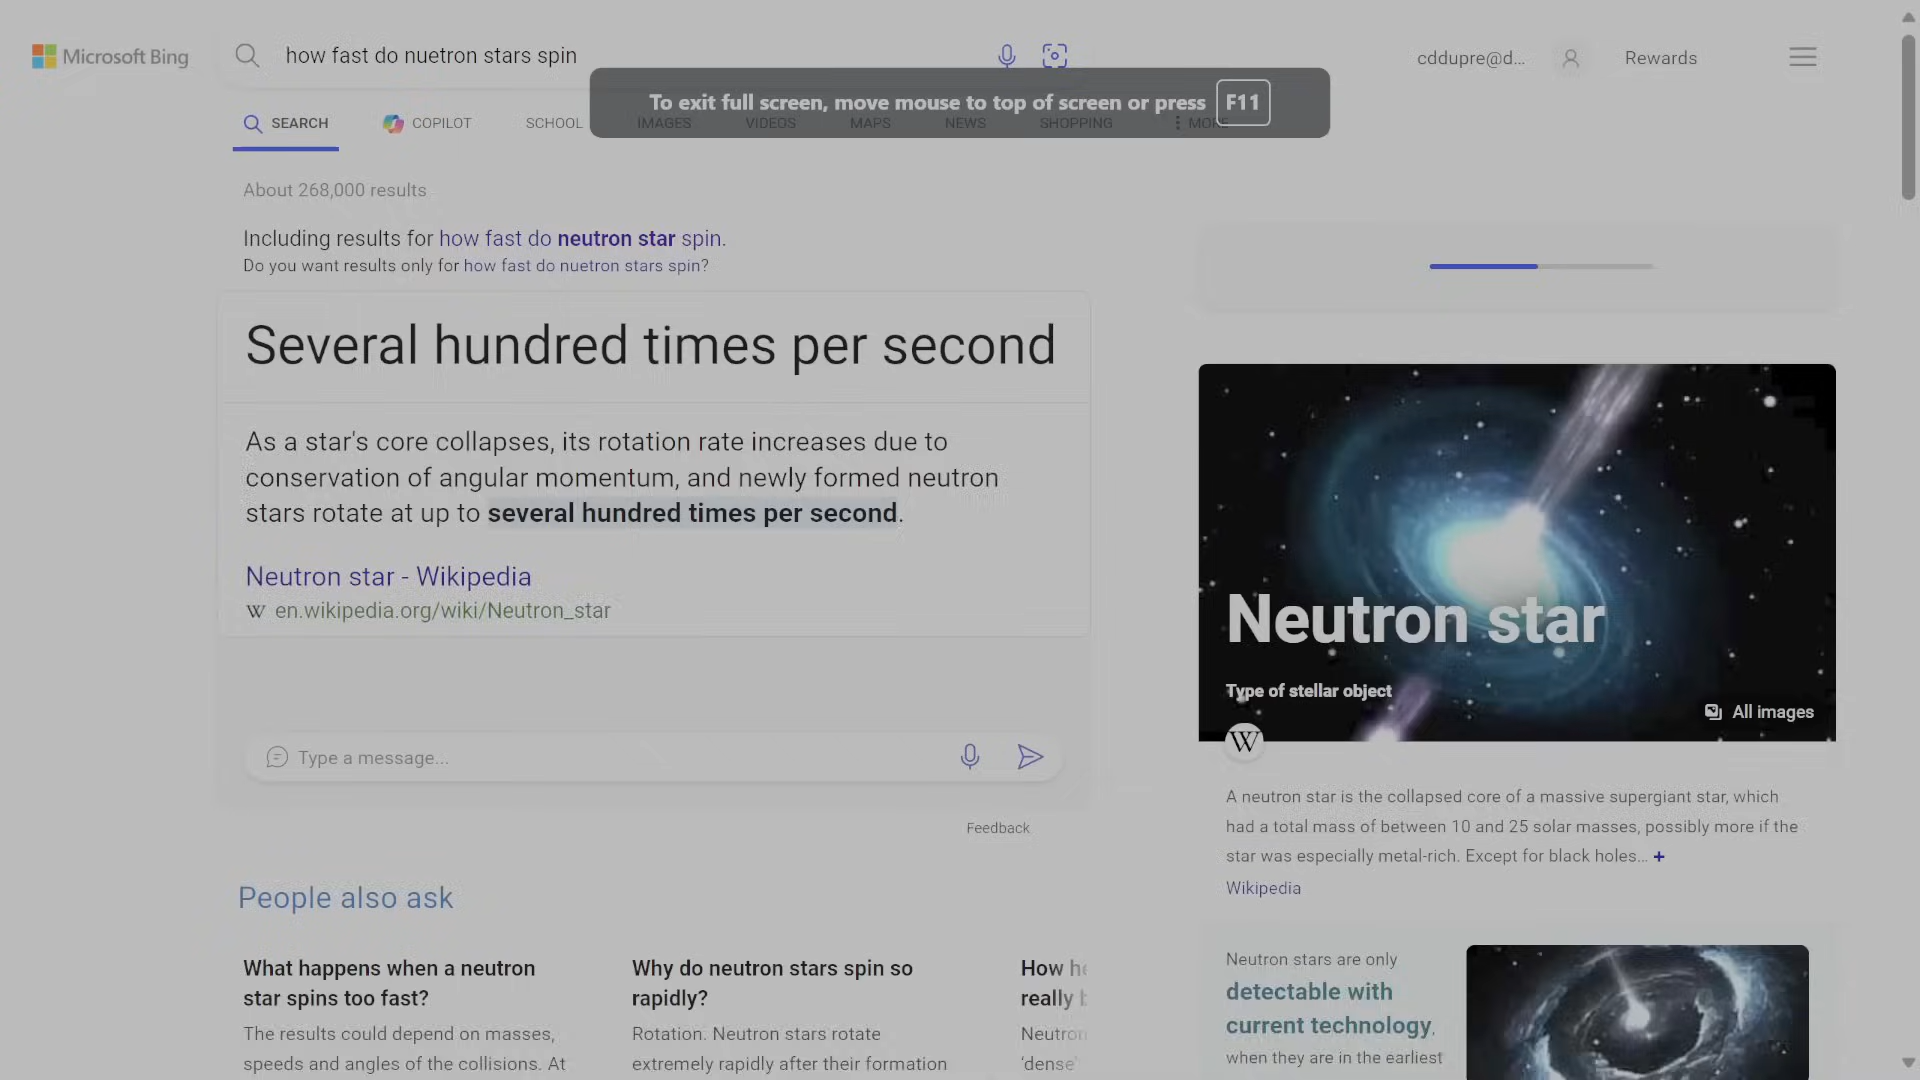 Microsoft Bing
how fast do nuetron stars spin
cddupre@d...
Rewards
To exit full screen, move mouse to top of screen or press F11
SEARCH
COPILOT
SCHOOL
IMAGES
VIDEOS
MAPS
NEWS
SHOPPING
MORE
About 268,000 results
Including results for how fast do neutron star spin.
Do you want results only for how fast do nuetron stars spin?
Several hundred times per second
As a star's core collapses, its rotation rate increases due to
conservation of angular momentum, and newly formed neutron
stars rotate at up to several hundred times per second.
Neutron star - Wikipedia
W en.wikipedia.org/wiki/Neutron_star
Type a message...
Feedback
People also ask
What happens when a neutron
star spins too fast?
The results could depend on masses,
speeds and angles of the collisions. At
Why do neutron stars spin so
rapidly?
Rotation. Neutron stars rotate
extremely rapidly after their formation
How
really
'dense'
Neutron star
Type of stellar object
All images
W
A neutron star is the collapsed core of a massive supergiant star, which
had a total mass of between 10 and 25 solar masses, possibly more if the
star was especially metal-rich. Except for black holes... +
Wikipedia
Neutron stars are only
detectable with
current technology,
when they are in the earliest